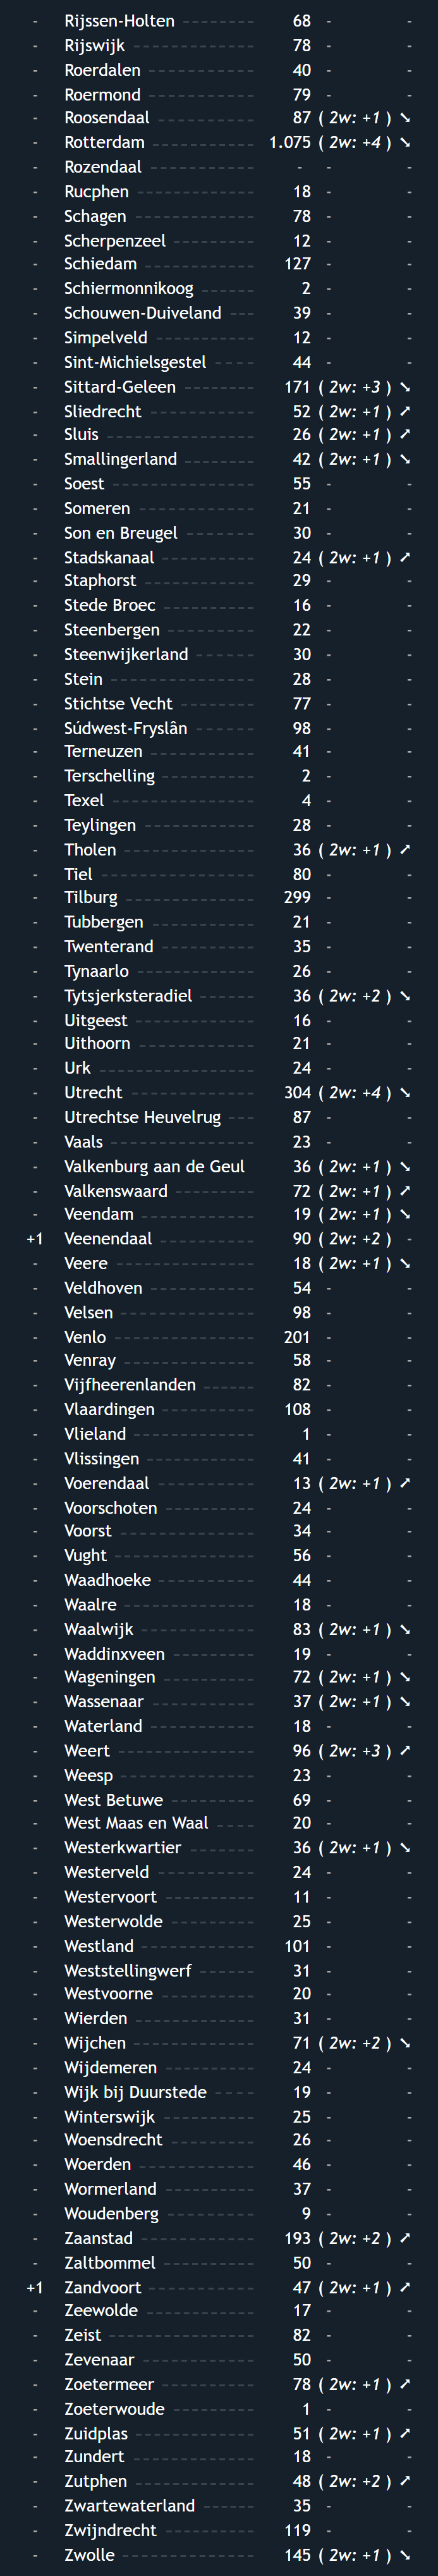 - Rijssen-Holten 68 - -
- Rijswijk 78 - -
- Roerdalen 40 - -
- Roermond 79 - -
- Roosendaal 87 ( 2w: +1 ) ➘
- Rotterdam 1.075 ( 2w: +4 ) ➘
- Rozendaal - - -
- Rucphen 18 - -
- Schagen 78 - -
- Scherpenzeel 12 - -
- Schiedam 127 - -
- Schiermonnikoog 2 - -
- Schouwen-Duiveland 39 - -
- Simpelveld 12 - -
- Sint-Michielsgestel 44 - -
- Sittard-Geleen 171 ( 2w: +3 ) ➘
- Sliedrecht 52 ( 2w: +1 ) ➚
- Sluis 26 ( 2w: +1 ) ➚
- Smallingerland 42 ( 2w: +1 ) ➘
- Soest 55 - -
- Someren 21 - -
- Son en Breugel 30 - -
- Stadskanaal 24 ( 2w: +1 ) ➚
- Staphorst 29 - -
- Stede Broec 16 - -
- Steenbergen 22 - -
- Steenwijkerland 30 - -
- Stein 28 - -
- Stichtse Vecht 77 - -
- Súdwest-Fryslân 98 - -
- Terneuzen 41 - -
- Terschelling 2 - -
- Texel 4 - -
- Teylingen 28 - -
- Tholen 36 ( 2w: +1 ) ➚
- Tiel 80 - -
- Tilburg 299 - -
- Tubbergen 21 - -
- Twenterand 35 - -
- Tynaarlo 26 - -
- Tytsjerksteradiel 36 ( 2w: +2 ) ➘
- Uitgeest 16 - -
- Uithoorn 21 - -
- Urk 24 - -
- Utrecht 304 ( 2w: +4 ) ➘
- Utrechtse Heuvelrug 87 - -
- Vaals 23 - -
- Valkenburg aan de Geul 36 ( 2w: +1 ) ➘
- Valkenswaard 72 ( 2w: +1 ) ➚
- Veendam 19 ( 2w: +1 ) ➘
+1 Veenendaal 90 ( 2w: +2 ) -
- Veere 18 ( 2w: +1 ) ➘
- Veldhoven 54 - -
- Velsen 98 - -
- Venlo 201 - -
- Venray 58 - -
- Vijfheerenlanden 82 - -
- Vlaardingen 108 - -
- Vlieland 1 - -
- Vlissingen 41 - -
- Voerendaal 13 ( 2w: +1 ) ➚
- Voorschoten 24 - -
- Voorst 34 - -
- Vught 56 - -
- Waadhoeke 44 - -
- Waalre 18 - -
- Waalwijk 83 ( 2w: +1 ) ➘
- Waddinxveen 19 - -
- Wageningen 72 ( 2w: +1 ) ➘
- Wassenaar 37 ( 2w: +1 ) ➘
- Waterland 18 - -
- Weert 96 ( 2w: +3 ) ➚
- Weesp 23 - -
- West Betuwe 69 - -
- West Maas en Waal 20 - -
- Westerkwartier 36 ( 2w: +1 ) ➘
- Westerveld 24 - -
- Westervoort 11 - -
- Westerwolde 25 - -
- Westland 101 - -
- Weststellingwerf 31 - -
- Westvoorne 20 - -
- Wierden 31 - -
- Wijchen 71 ( 2w: +2 ) ➘
- Wijdemeren 24 - -
- Wijk bij Duurstede 19 - -
- Winterswijk 25 - -
- Woensdrecht 26 - -
- Woerden 46 - -
- Wormerland 37 - -
- Woudenberg 9 - -
- Zaanstad 193 ( 2w: +2 ) ➚
- Zaltbommel 50 - -
+1 Zandvoort 47 ( 2w: +1 ) ➚
- Zeewolde 17 - -
- Zeist 82 - -
- Zevenaar 50 - -
- Zoetermeer 78 ( 2w: +1 ) ➚
- Zoeterwoude 1 - -
- Zuidplas 51 ( 2w: +1 ) ➚
- Zundert 18 - -
- Zutphen 48 ( 2w: +2 ) ➚
- Zwartewaterland 35 - -
- Zwijndrecht 119 - -
- Zwolle 145 ( 2w: +1 ) ➘